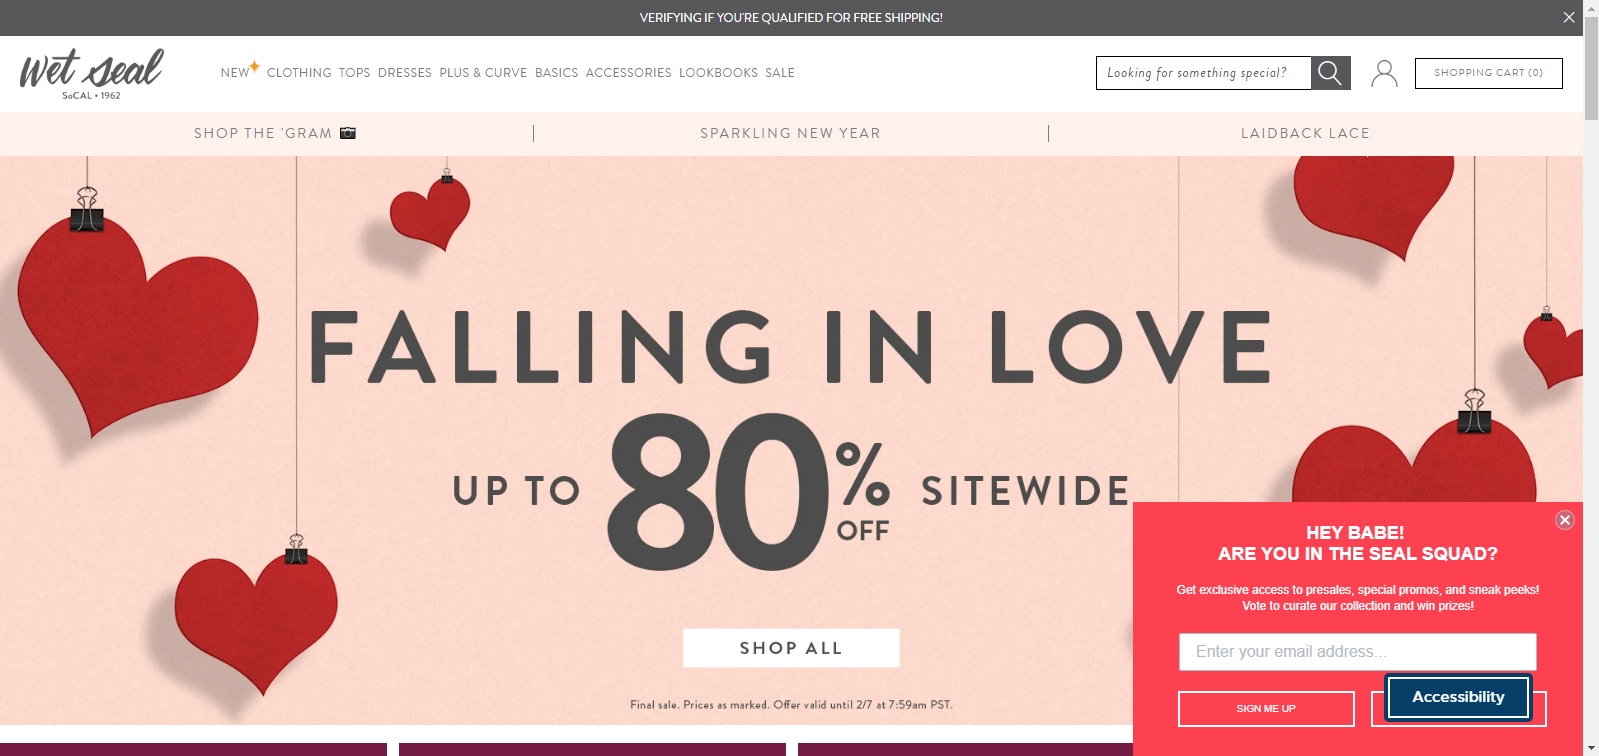 VERIFYING IF YOU'RE QUALIFIED FOR FREE SHIPPING!
wet seal
SoCAL • 1962
NEW CLOTHING TOPS DRESSES PLUS & CURVE BASICS ACCESSORIES LOOKBOOKS SALE
Looking for something special?
SHOPPING CART (0)
SHOP THE 'GRAM
SPARKLING NEW YEAR
LAIDBACK LACE
FALLING IN LOVE
UP TO 80% OFF SITEWIDE
SHOP ALL
Final sale. Prices as marked. Offer valid until 2/7 at 7:59am PST.
HEY BABE!
ARE YOU IN THE SEAL SQUAD?
Get exclusive access to presales, special promos, and sneak peeks!
Vote to curate our collection and win prizes!
Enter your email address...
SIGN ME UP
Accessibility